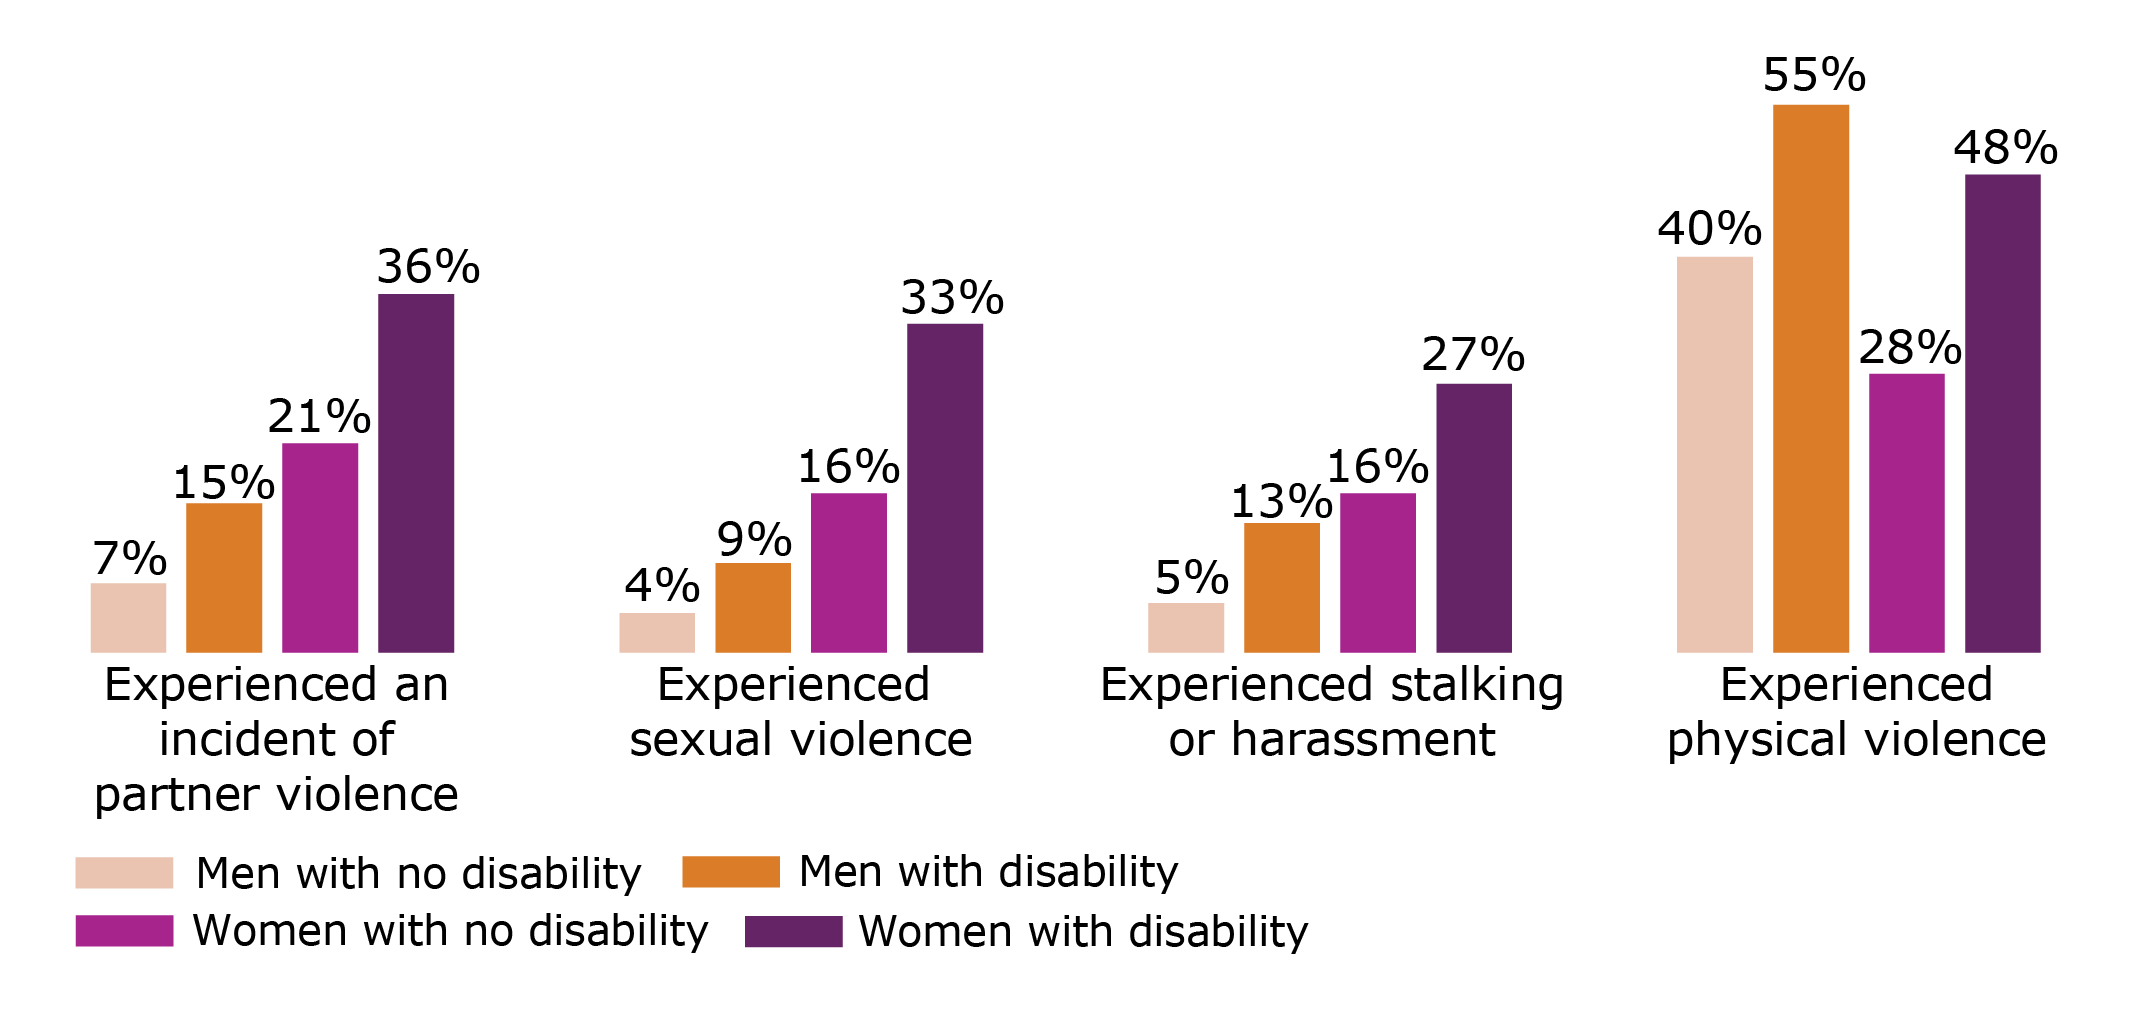 7%
15%
21%
36%
Experienced an
incident of
partner violence
4%
9%
16%
33%
Experienced
sexual violence
5%
13%
16%
27%
Experienced stalking
or harassment
40%
55%
28%
48%
Experienced
physical violence
Men with no disability
Men with disability
Women with no disability
Women with disability